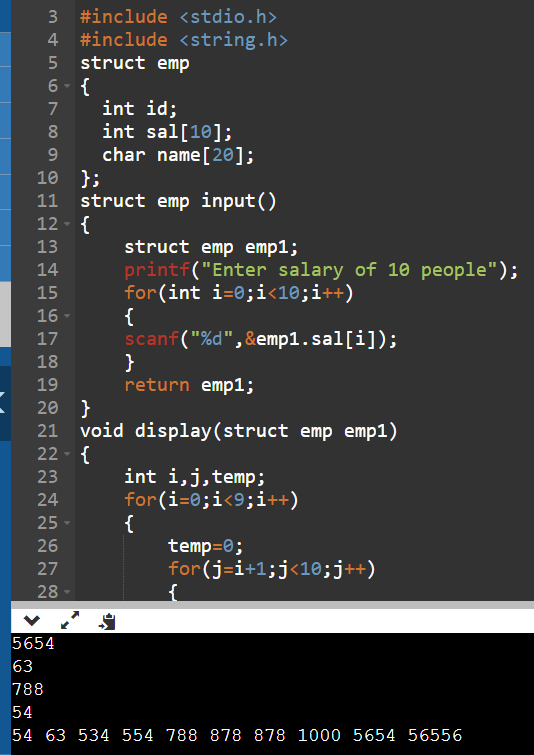 3 #include <stdio.h>
4 #include <string.h>
5 struct emp
6 {
7 int id;
8 int sal[10];
9 char name[20];
10 };
11 struct emp input()
12 {
13 struct emp emp1;
14 printf("Enter salary of 10 people");
15 for(int i=0;i<10;i++)
16 {
17 scanf("%d",&emp1.sal[i]);
18 }
19 return emp1;
20 }
21 void display(struct emp emp1)
22 {
23 int i,j,temp;
24 for(i=0;i<9;i++)
25 {
26 temp=0;
27 for(j=i+1;j<10;j++)
28 {
5654
63
788
54
54 63 534 554 788 878 878 1000 5654 56556